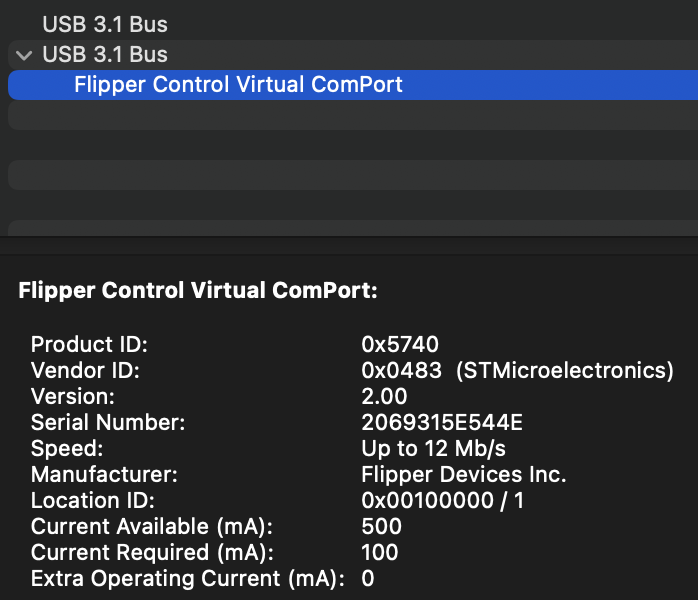 USB 3.1 Bus
USB 3.1 Bus
Flipper Control Virtual ComPort
Flipper Control Virtual ComPort:
Product ID: 0x5740
Vendor ID: 0x0483 (STMicroelectronics)
Version: 2.00
Serial Number: 2069315E544E
Speed: Up to 12 Mb/s
Manufacturer: Flipper Devices Inc.
Location ID: 0x00100000 / 1
Current Available (mA): 500
Current Required (mA): 100
Extra Operating Current (mA): 0